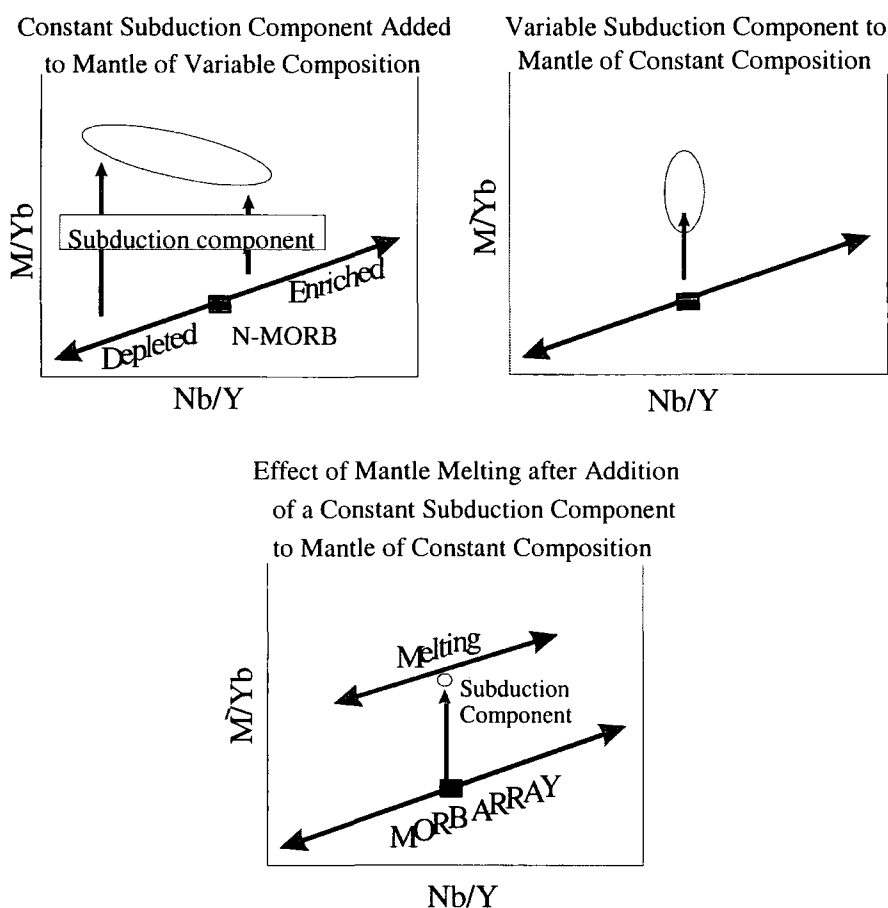 Constant Subduction Component Added
to Mantle of Variable Composition
M/Yb
Subduction component
Enriched
Depleted
N-MORB
Nb/Y
Variable Subduction Component to
Mantle of Constant Composition
M/Yb
Nb/Y
Effect of Mantle Melting after Addition
of a Constant Subduction Component
to Mantle of Constant Composition
M/Yb
Melting
Subduction
Component
MORB ARRAY
Nb/Y